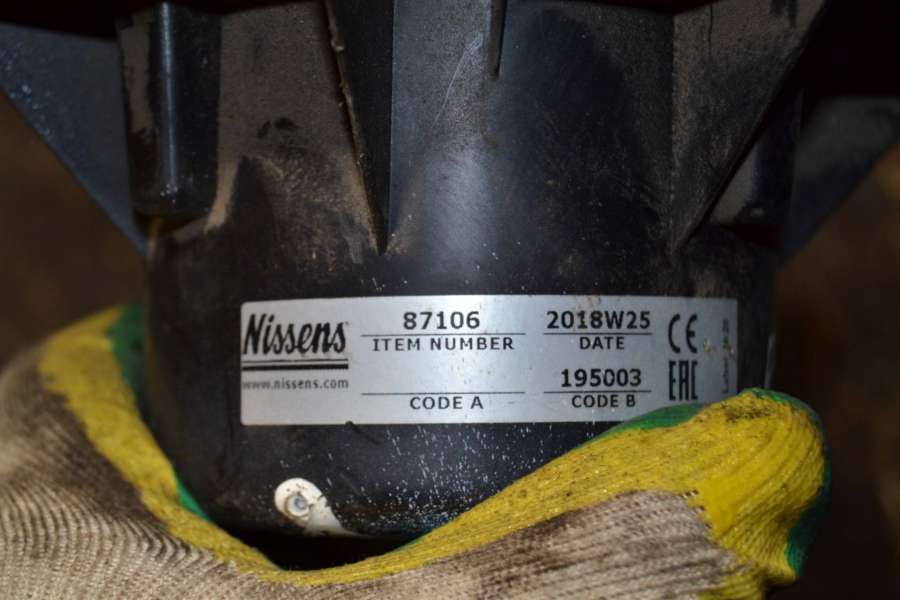 Nissens
www.nissens.com
87106
ITEM NUMBER
CODE A
2018W25
DATE
195003
CODE B
CE
EAC